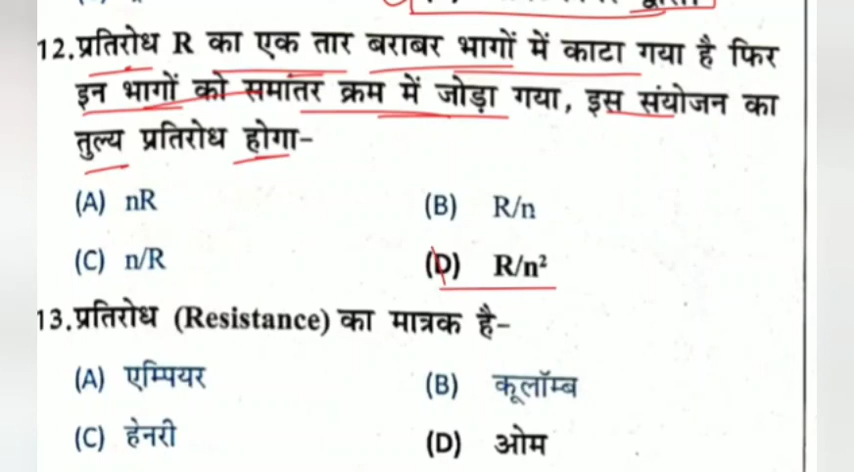 12.प्रतिरोध R का एक तार बराबर भागों में काटा गया है फिर
इन भागों को समांतर क्रम में जोड़ा गया, इस संयोजन का
तुल्य प्रतिरोध होगा–
(A) nR (B) R/n
(C) n/R (D) R/n²
13.प्रतिरोध (Resistance) का मात्रक है–
(A) एम्पियर (B) कूलॉम्ब
(C) हेनरी (D) ओम